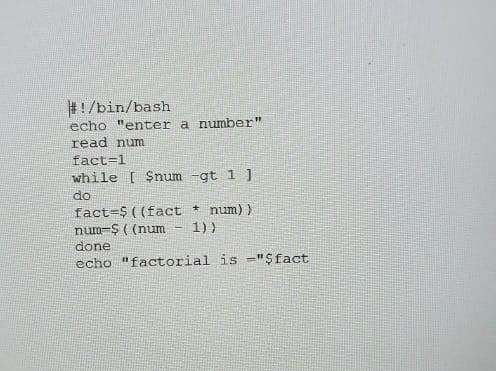 #!/bin/bash
echo "enter a number"
read num
fact=1
while [ $num -gt 1 ]
do
fact=$((fact * num))
num=$((num - 1))
done
echo "factorial is ="$fact